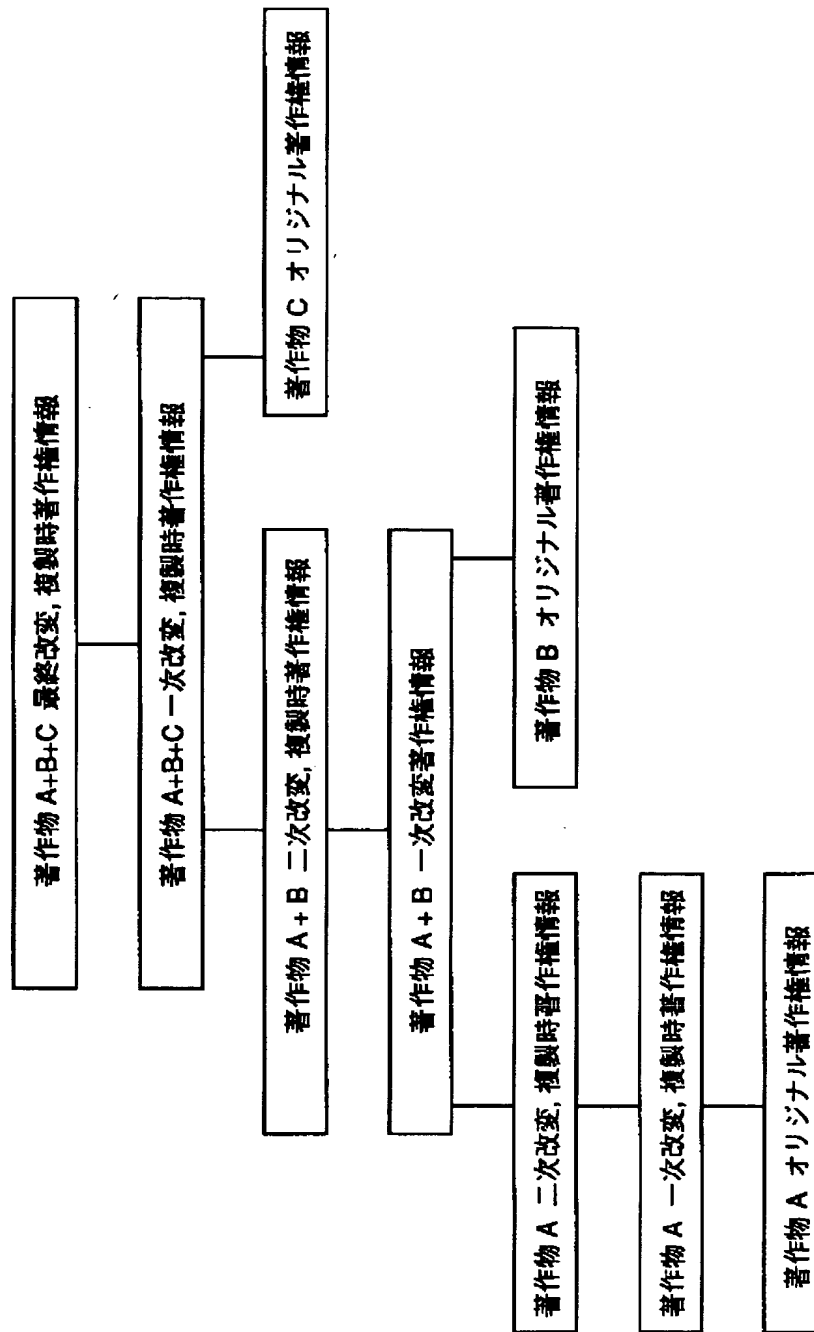 著作物 A+B+C 最終改変, 複製時著作権情報
著作物 A+B+C 一次改変, 複製時著作権情報
著作物 C オリジナル著作権情報
著作物 A+B 二次改変, 複製時著作権情報
著作物 A+B 一次改変著作権情報
著作物 B オリジナル著作権情報
著作物 A 二次改変, 複製時著作権情報
著作物 A 一次改変, 複製時著作権情報
著作物 A オリジナル著作権情報